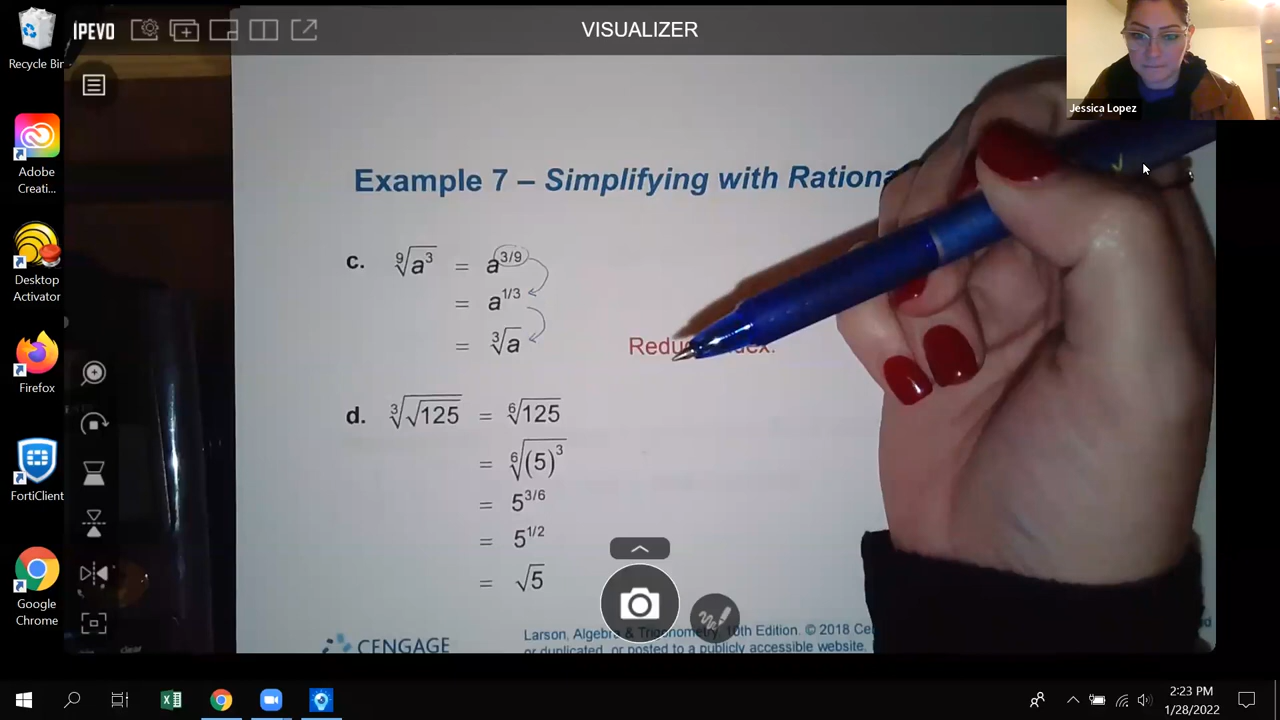 Recycle Bin
IPEVO
VISUALIZER
Jessica Lopez
Adobe
Creati...
Desktop
Activator
Firefox
FortiClient
Google
Chrome
Example 7 – Simplifying with Rationa
c. ⁹√a³ = a^3/9
= a^1/3
= ³√a
d. ³√√125 = ⁶√125
= ⁶√(5)³
= 5^3/6
= 5^1/2
= √5
CENGAGE
Larson, Algebra & Trigonometry, 10th Edition. © 2018 Ce
or duplicated, or posted to a publicly accessible website.
2:23 PM
1/28/2022